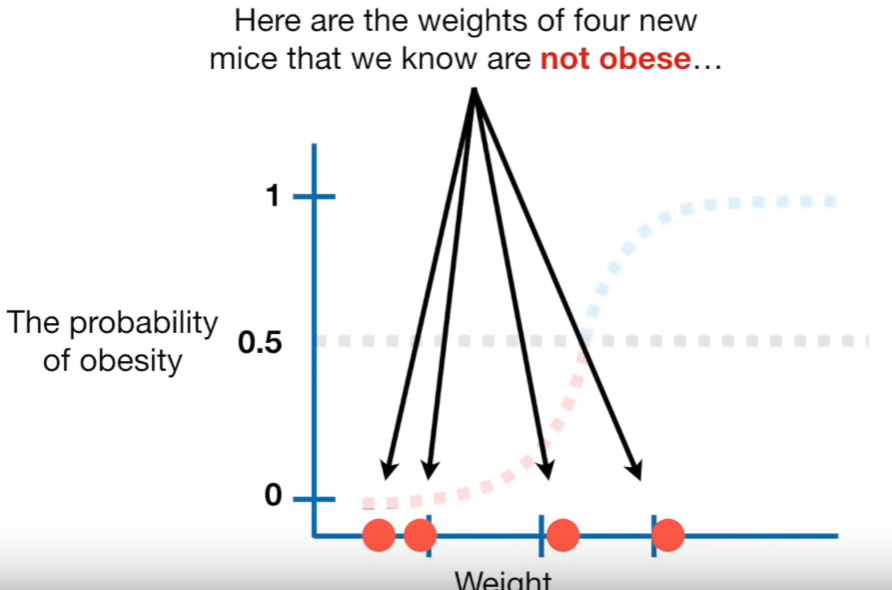 Here are the weights of four new
mice that we know are not obese...
1
The probability
of obesity
0.5
0
Weight